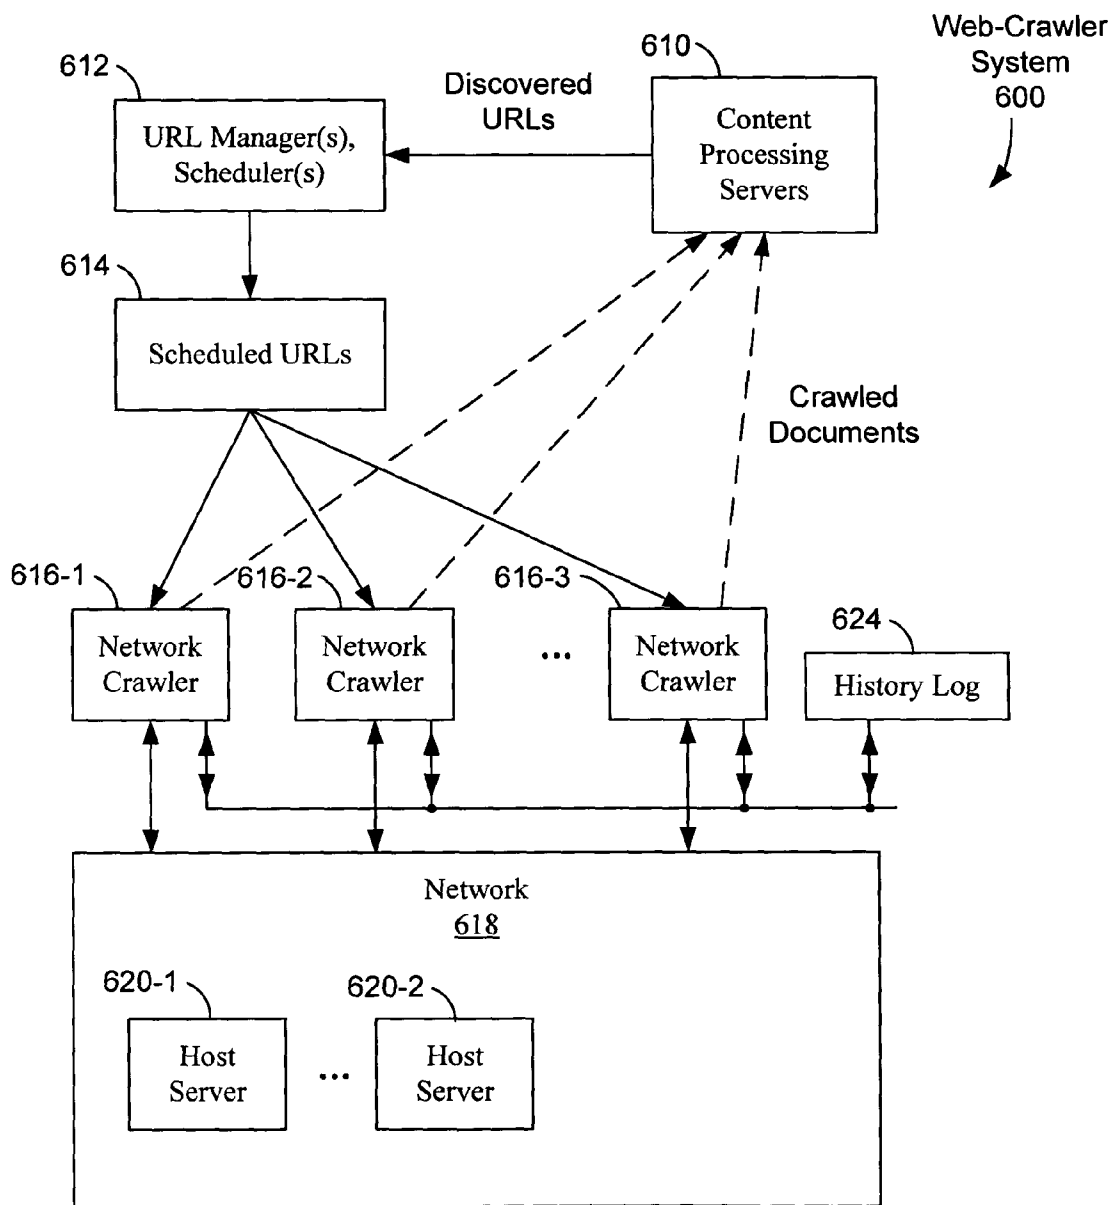 Web-Crawler
System
600
612
610
Discovered
URLs
URL Manager(s),
Scheduler(s)
Content
Processing
Servers
614
Scheduled URLs
Crawled
Documents
616-1
616-2
616-3
624
Network
Crawler
Network
Crawler
...
Network
Crawler
History Log
Network
618
620-1
620-2
Host
Server
...
Host
Server